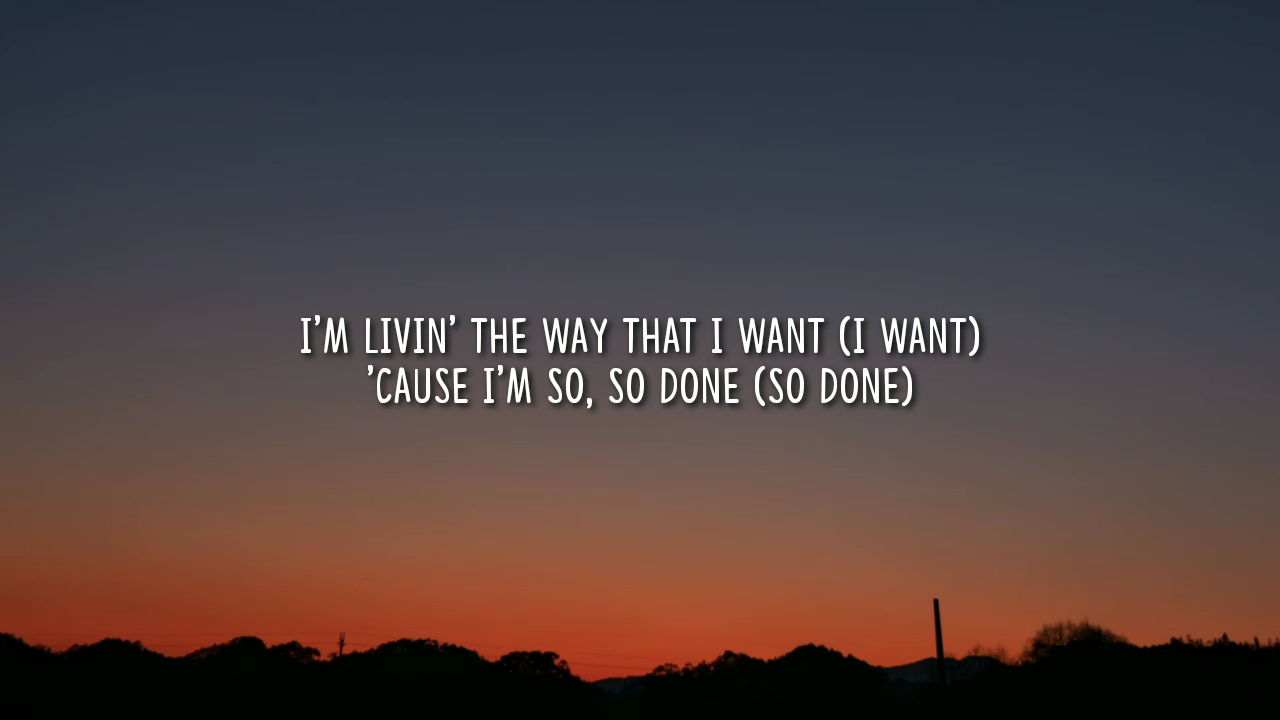 I'M LIVIN' THE WAY THAT I WANT (I WANT)
'CAUSE I'M SO, SO DONE (SO DONE)